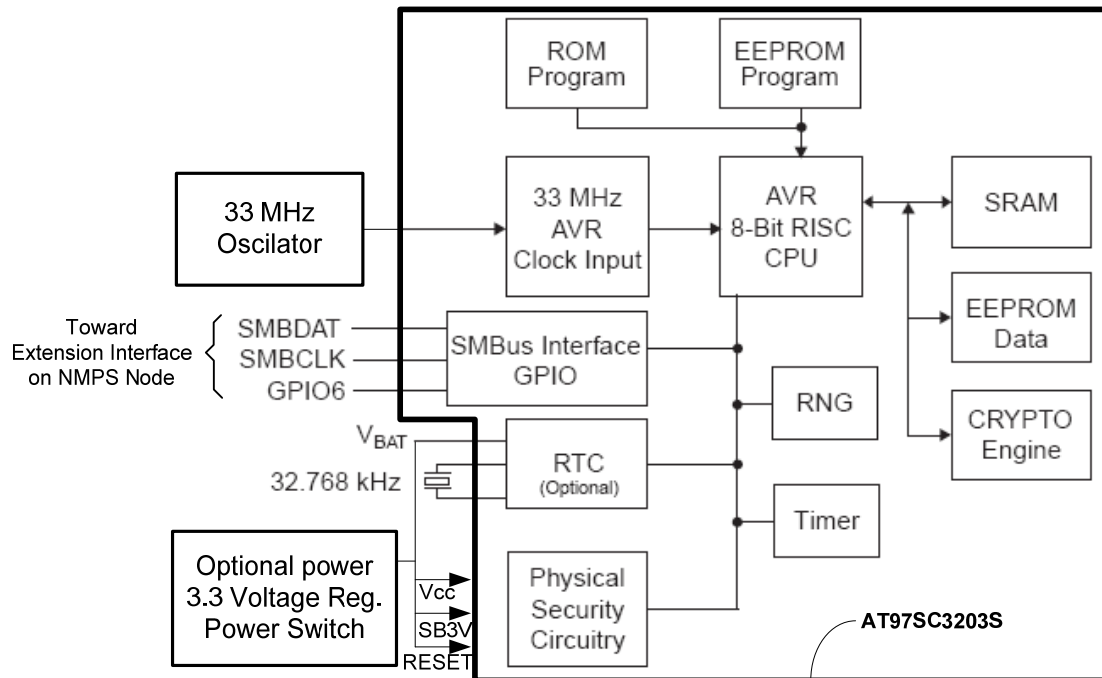 ROM
Program
EEPROM
Program
33 MHz
Oscilator
33 MHz
AVR
Clock Input
AVR
8-Bit RISC
CPU
SRAM
Toward
Extension Interface
on NMPS Node
SMBDAT
SMBCLK
GPIO6
SMBus Interface
GPIO
EEPROM
Data
RNG
CRYPTO
Engine
VBAT
32.768 kHz
RTC
(Optional)
Timer
Optional power
3.3 Voltage Reg.
Power Switch
Vcc
SB3V
RESET
Physical
Security
Circuitry
AT97SC3203S